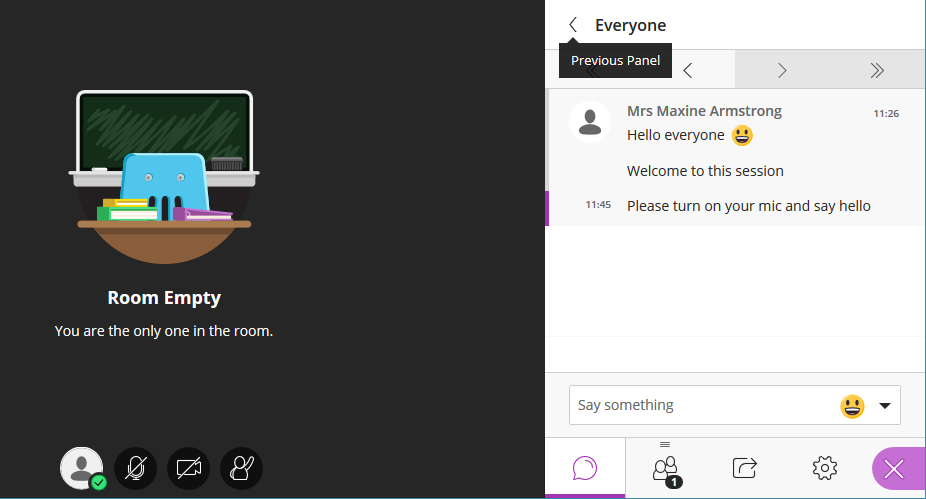 Everyone
Previous Panel
Mrs Maxine Armstrong 11:26
Hello everyone 😃
Welcome to this session
11:45 Please turn on your mic and say hello
Room Empty
You are the only one in the room.
Say something
1